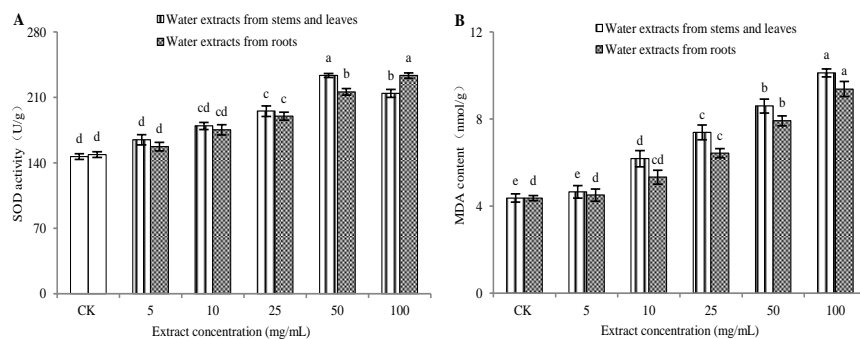 A
Water extracts from stems and leaves
Water extracts from roots
SOD activity（U/g）
280
210
140
70
0
d d
d d
cd cd
c c
a b
b a
CK 5 10 25 50 100
Extract concentration (mg/mL)
B
Water extracts from stems and leaves
Water extracts from roots
MDA content（nmol/g）
12
8
4
0
e d
e d
d cd
c c
b b
a a
CK 5 10 25 50 100
Extract concentration (mg/mL)